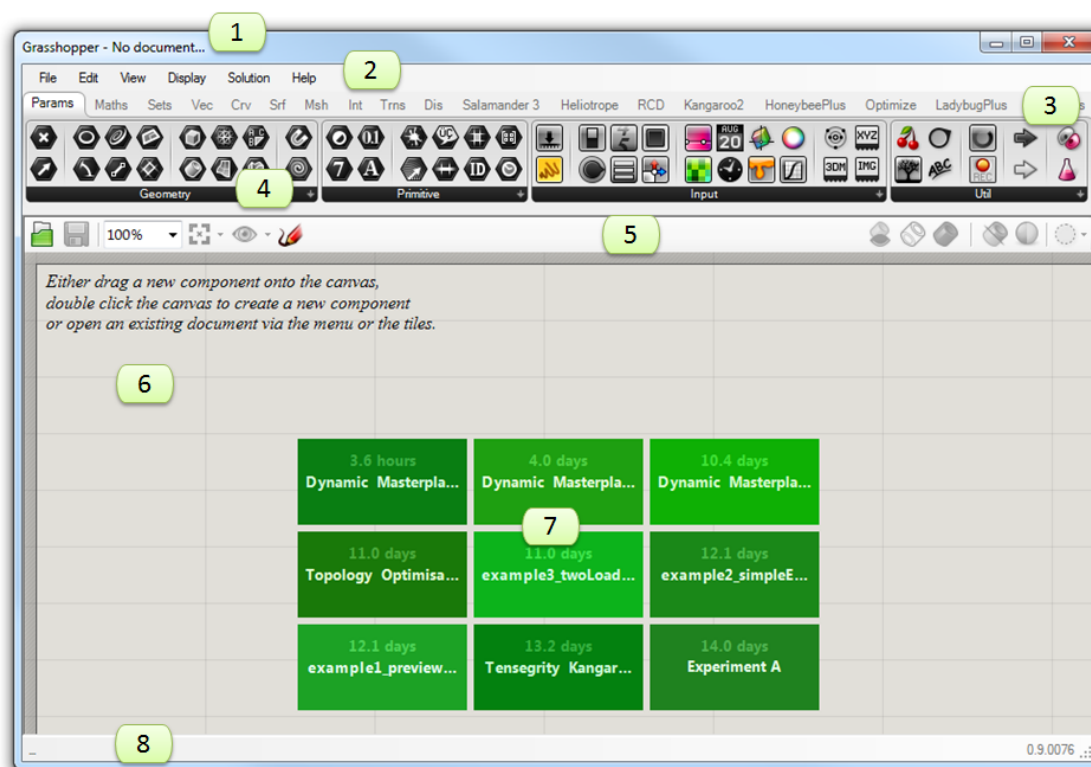 1
Grasshopper - No document...
2
File Edit View Display Solution Help
Params Maths Sets Vec Crv Srf Msh Int Trns Dis Salamander 3 Heliotrope RCD Kangaroo2 HoneybeePlus Optimize LadybugPlus 3
AUG 20 XYZ
7 A ID 3DM IMG ABC REC
4
Geometry Primitive Input Util
100% 5
Either drag a new component onto the canvas,
double click the canvas to create a new component
or open an existing document via the menu or the tiles.
6
3.6 hours 4.0 days 10.4 days
Dynamic Masterpla... Dynamic Masterpla... Dynamic Masterpla...
7
11.0 days 11.0 days 12.1 days
Topology Optimisa... example3_twoLoad... example2_simpleE...
12.1 days 13.2 days 14.0 days
example1_preview... Tensegrity Kangar... Experiment A
8
0.9.0076